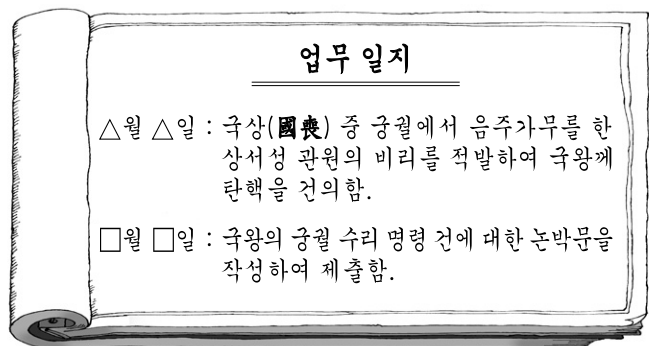 업무 일지
△월 △일 : 국상(國喪) 중 궁궐에서 음주가무를 한
상서성 관원의 비리를 적발하여 국왕께
탄핵을 건의함.
□월 □일 : 국왕의 궁궐 수리 명령 건에 대한 논박문을
작성하여 제출함.